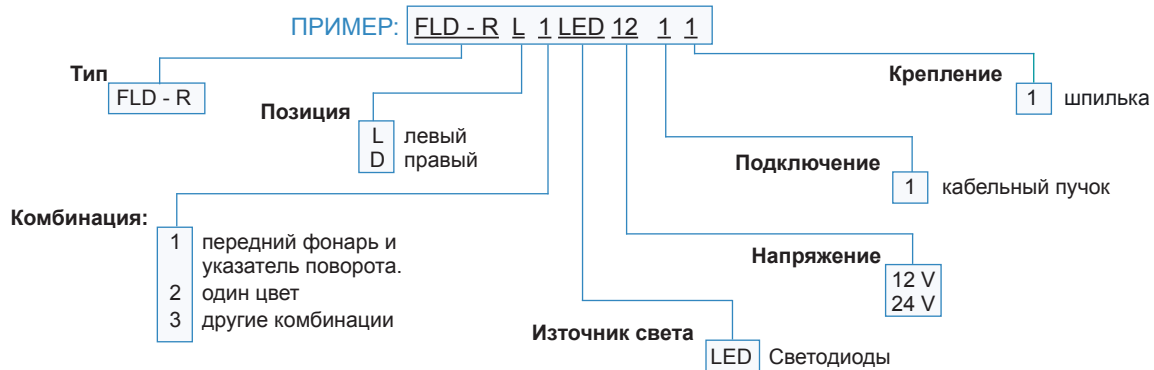 ПРИМЕР: FLD - R L 1 LED 12 1 1
Тип
FLD - R
Позиция
L левый
D правый
Комбинация:
1 передний фонарь и
указатель поворота.
2 один цвет
3 другие комбинации
Крепление
1 шпилька
Подключение
1 кабельный пучок
Напряжение
12 V
24 V
Източник света
LED Светодиоды